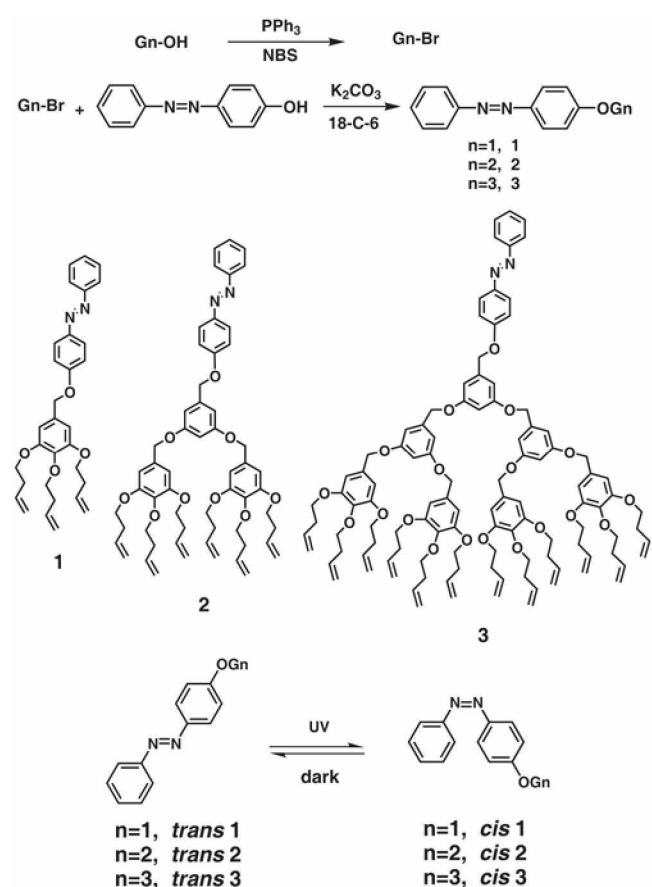 Gn-OH PPh3 NBS Gn-Br
Gn-Br + N=N OH K2CO3 18-C-6 N=N OGn
n=1, 1
n=2, 2
n=3, 3
N N O O O O
1
N N O O O O O O O O O
2
N N O O O O O O O O O O O O O O O O O O O
3
OGn N=N UV dark N=N OGn
n=1, trans 1 n=1, cis 1
n=2, trans 2 n=2, cis 2
n=3, trans 3 n=3, cis 3